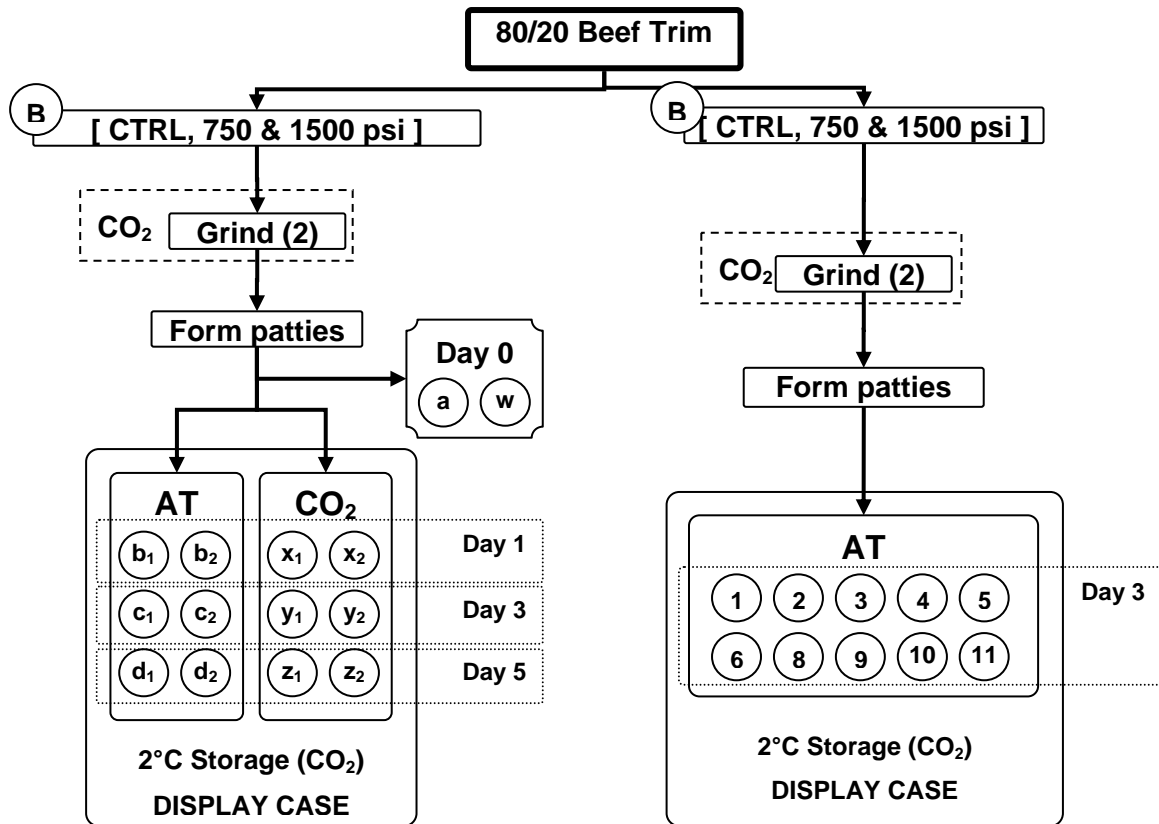 80/20 Beef Trim
B
[ CTRL, 750 & 1500 psi ]
CO₂
Grind (2)
Form patties
Day 0
a w
AT
CO₂
b₁ b₂ x₁ x₂ Day 1
c₁ c₂ y₁ y₂ Day 3
d₁ d₂ z₁ z₂ Day 5
2°C Storage (CO₂)
DISPLAY CASE
B
[ CTRL, 750 & 1500 psi ]
CO₂
Grind (2)
Form patties
AT
1 2 3 4 5 Day 3
6 8 9 10 11
2°C Storage (CO₂)
DISPLAY CASE